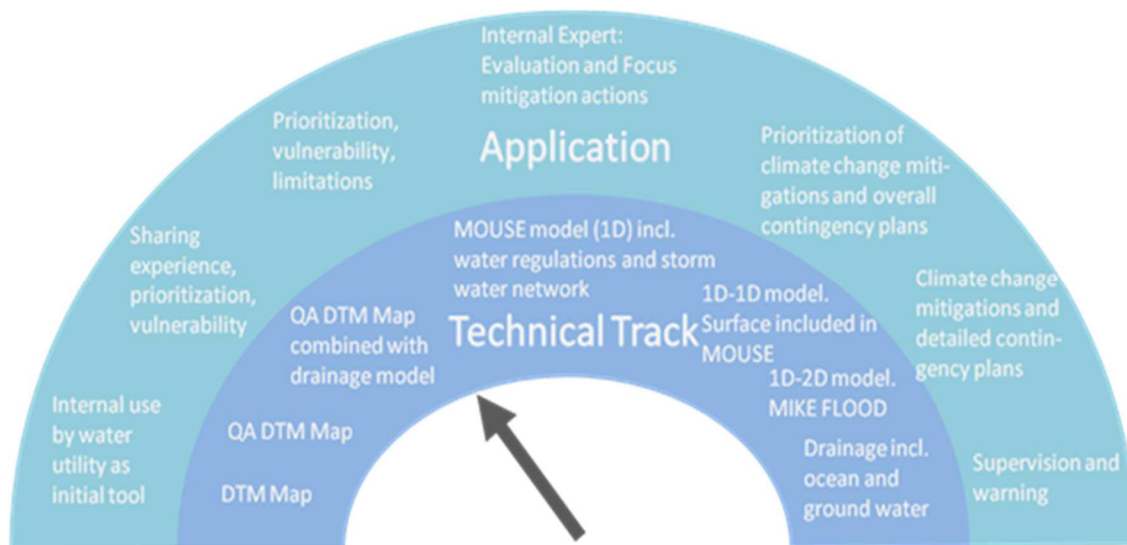 Internal Expert:
Evaluation and Focus
mitigation actions
Application
Prioritization,
vulnerability,
limitations
Prioritization of
climate change miti-
gations and overall
contingency plans
Sharing
experience,
prioritization,
vulnerability
Climate change
mitigations and
detailed contin-
gency plans
Internal use
by water
utility as
initial tool
Supervision and
warning
MOUSE model (1D) incl.
water regulations and storm
water network
Technical Track
QA DTM Map
combined with
drainage model
1D-1D model.
Surface included in
MOUSE
1D-2D model.
MIKE FLOOD
QA DTM Map
DTM Map
Drainage incl.
ocean and
ground water